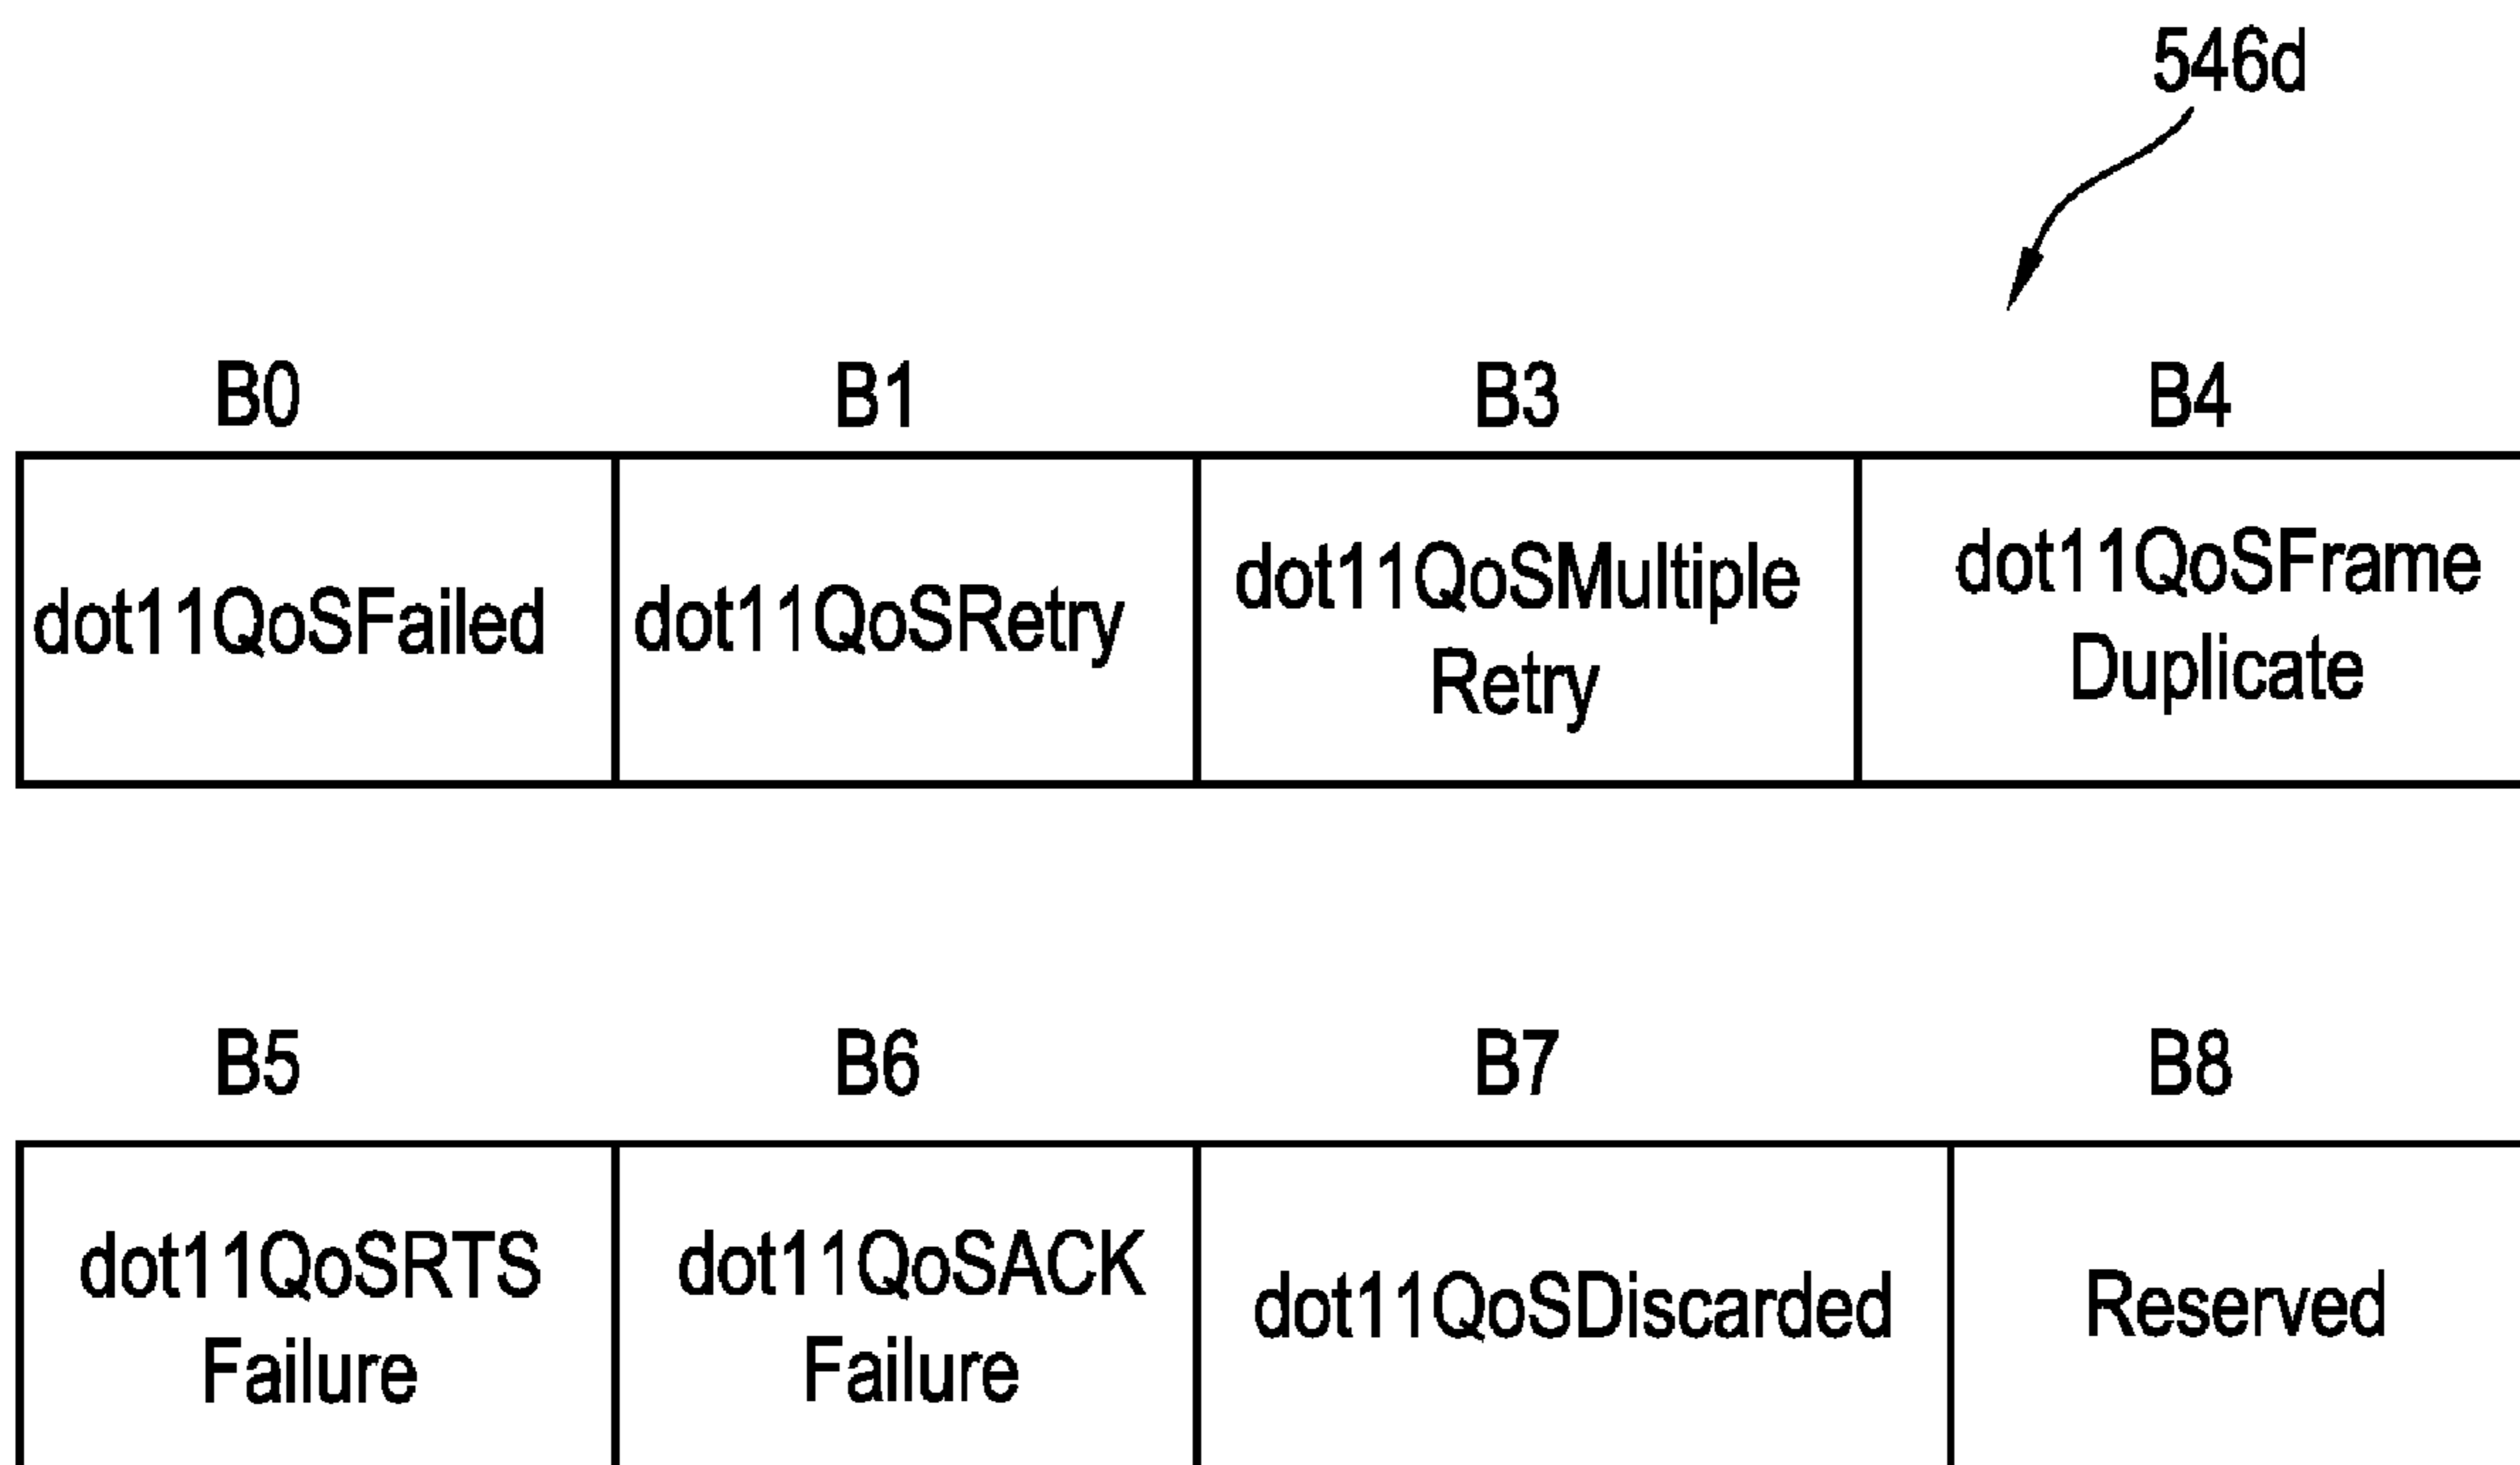 546d
B0 B1 B3 B4
dot11QoSFailed dot11QoSRetry dot11QoSMultiple Retry dot11QoSFrame Duplicate
B5 B6 B7 B8
dot11QoSRTS Failure dot11QoSACK Failure dot11QoSDiscarded Reserved